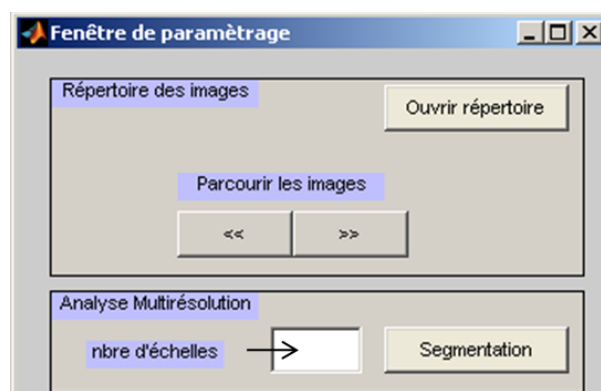 Fenêtre de paramètrage
Répertoire des images
Ouvrir répertoire
Parcourir les images
<< >>
Analyse Multirésolution
nbre d'échelles
Segmentation